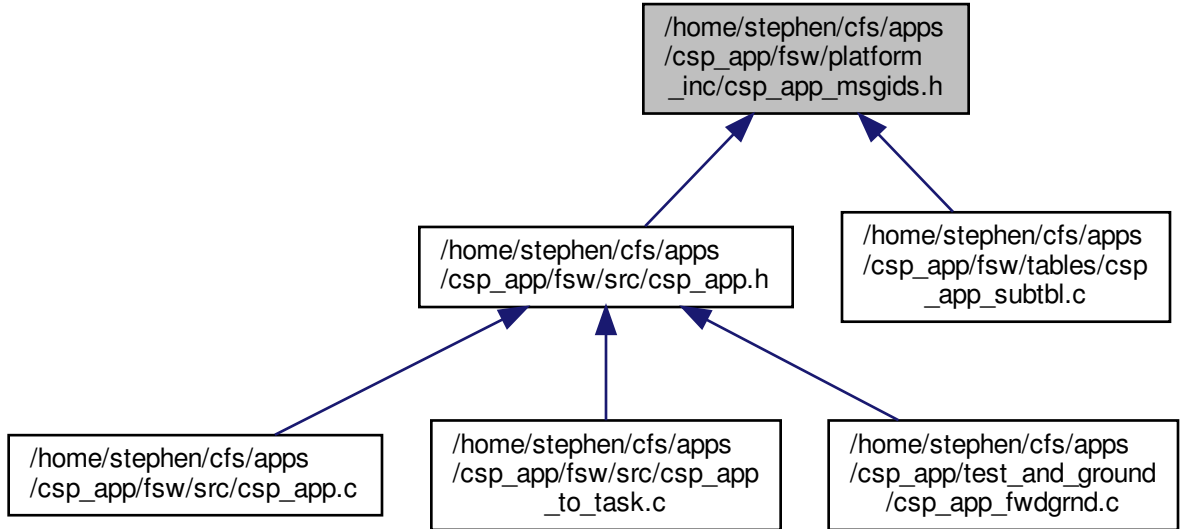 /home/stephen/cfs/apps
/csp_app/fsw/platform
_inc/csp_app_msgids.h
/home/stephen/cfs/apps
/csp_app/fsw/src/csp_app.h
/home/stephen/cfs/apps
/csp_app/fsw/tables/csp
_app_subtbl.c
/home/stephen/cfs/apps
/csp_app/fsw/src/csp_app.c
/home/stephen/cfs/apps
/csp_app/fsw/src/csp_app
_to_task.c
/home/stephen/cfs/apps
/csp_app/test_and_ground
/csp_app_fwdgrnd.c